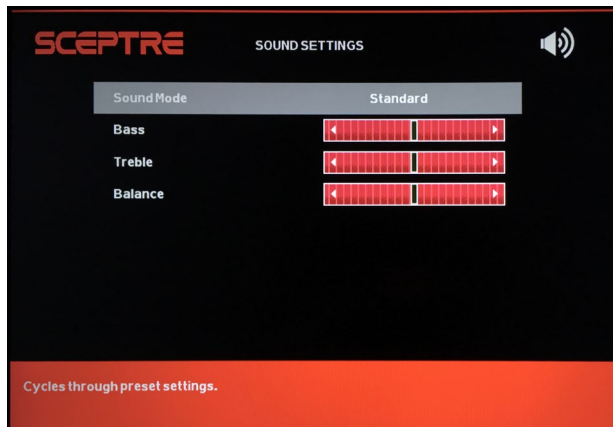 SCEPTRE
SOUND SETTINGS
Sound Mode Standard
Bass
Treble
Balance
Cycles through preset settings.